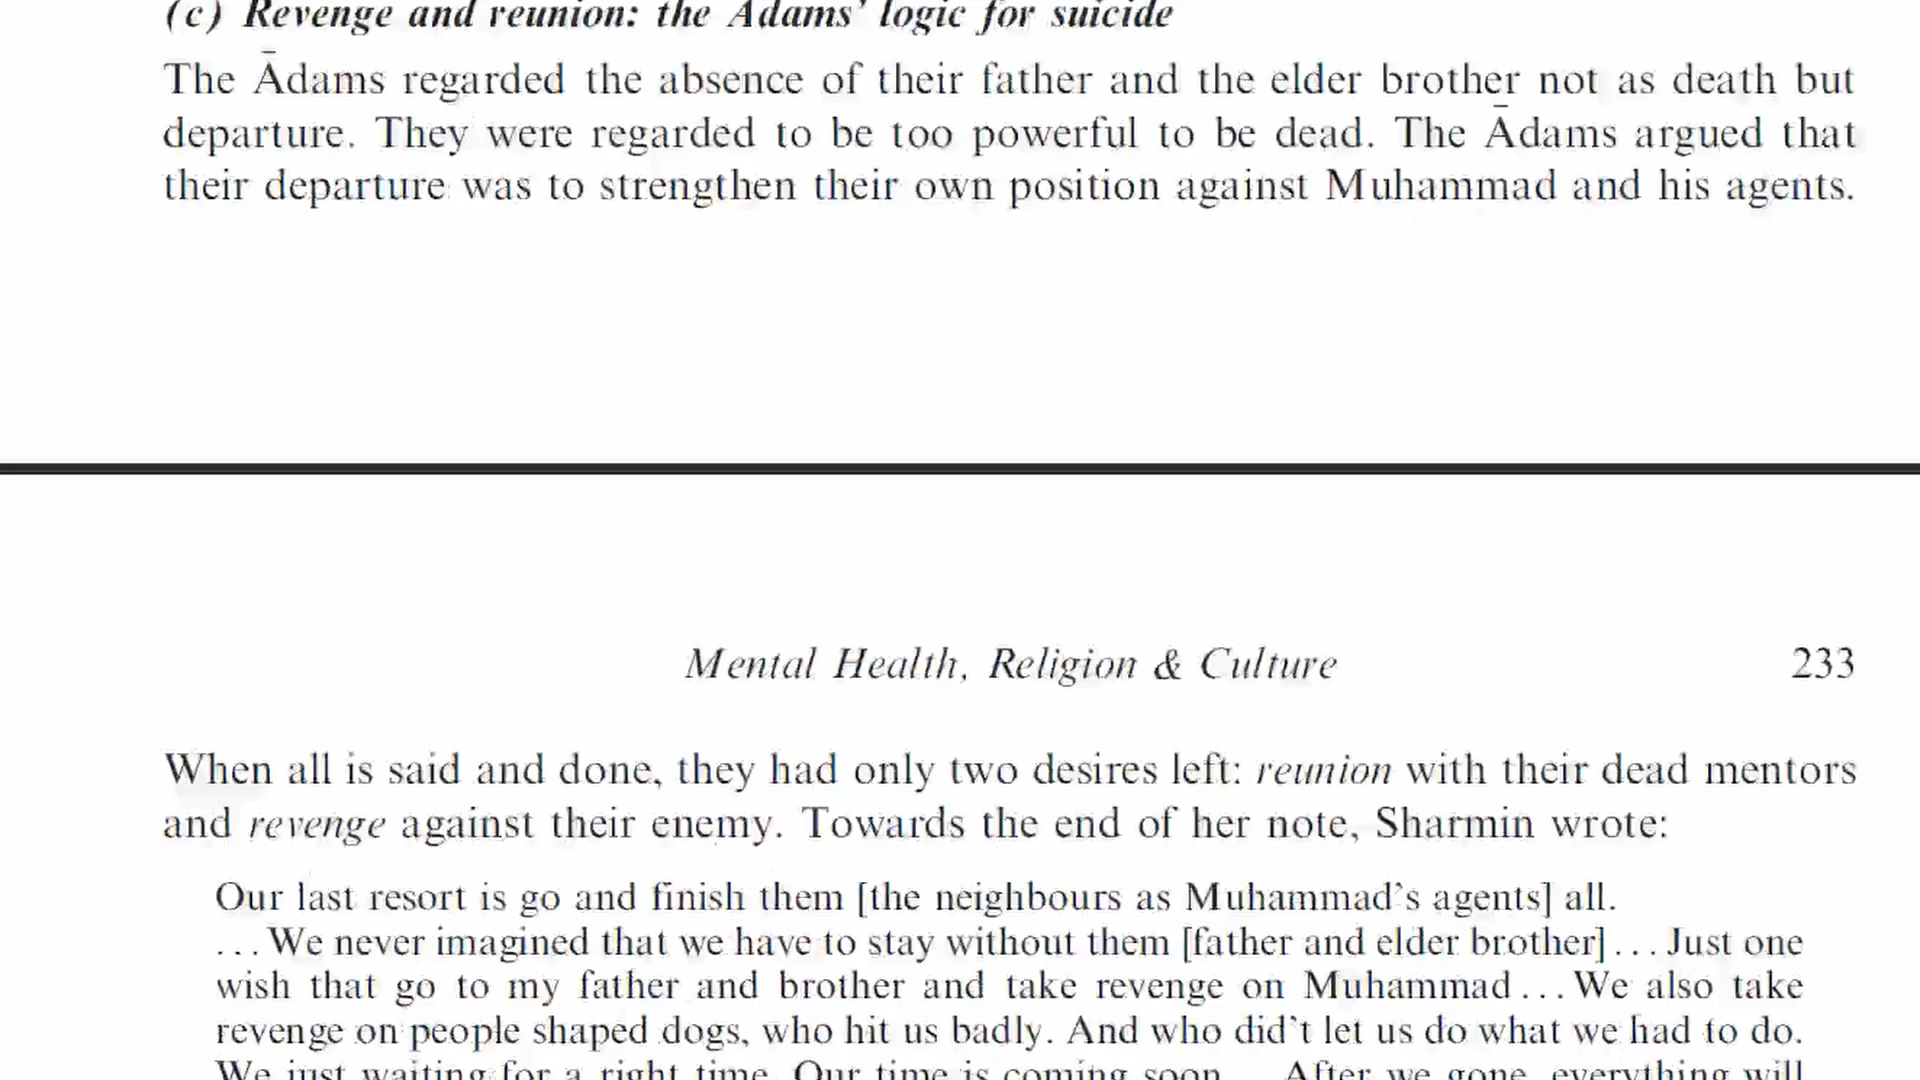 (c) Revenge and reunion: the Adams' logic for suicide
The Ādams regarded the absence of their father and the elder brother not as death but
departure. They were regarded to be too powerful to be dead. The Ādams argued that
their departure was to strengthen their own position against Muhammad and his agents.
Mental Health, Religion & Culture 233
When all is said and done, they had only two desires left: reunion with their dead mentors
and revenge against their enemy. Towards the end of her note, Sharmin wrote:
Our last resort is go and finish them [the neighbours as Muhammad's agents] all.
...We never imagined that we have to stay without them [father and elder brother]...Just one
wish that go to my father and brother and take revenge on Muhammad...We also take
revenge on people shaped dogs, who hit us badly. And who did't let us do what we had to do.
We just waiting for a right time. Our time is coming soon... After we gone, everything will